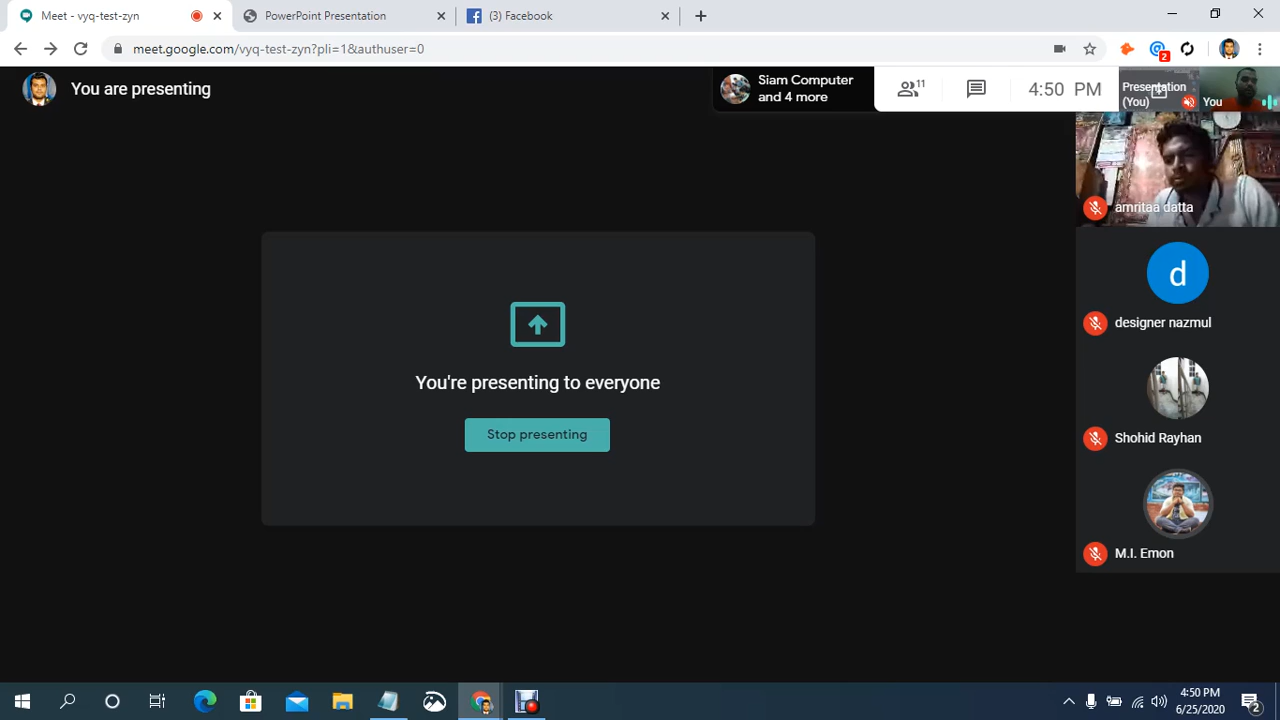 Meet - vyq-test-zyn
PowerPoint Presentation
(3) Facebook
meet.google.com/vyq-test-zyn?pli=1&authuser=0
2
You are presenting
Siam Computer
and 4 more
11
4:50 PM
Presentation
(You)
You
amritaa datta
d
designer nazmul
You're presenting to everyone
Stop presenting
Shohid Rayhan
M.I. Emon
4:50 PM
6/25/2020
2